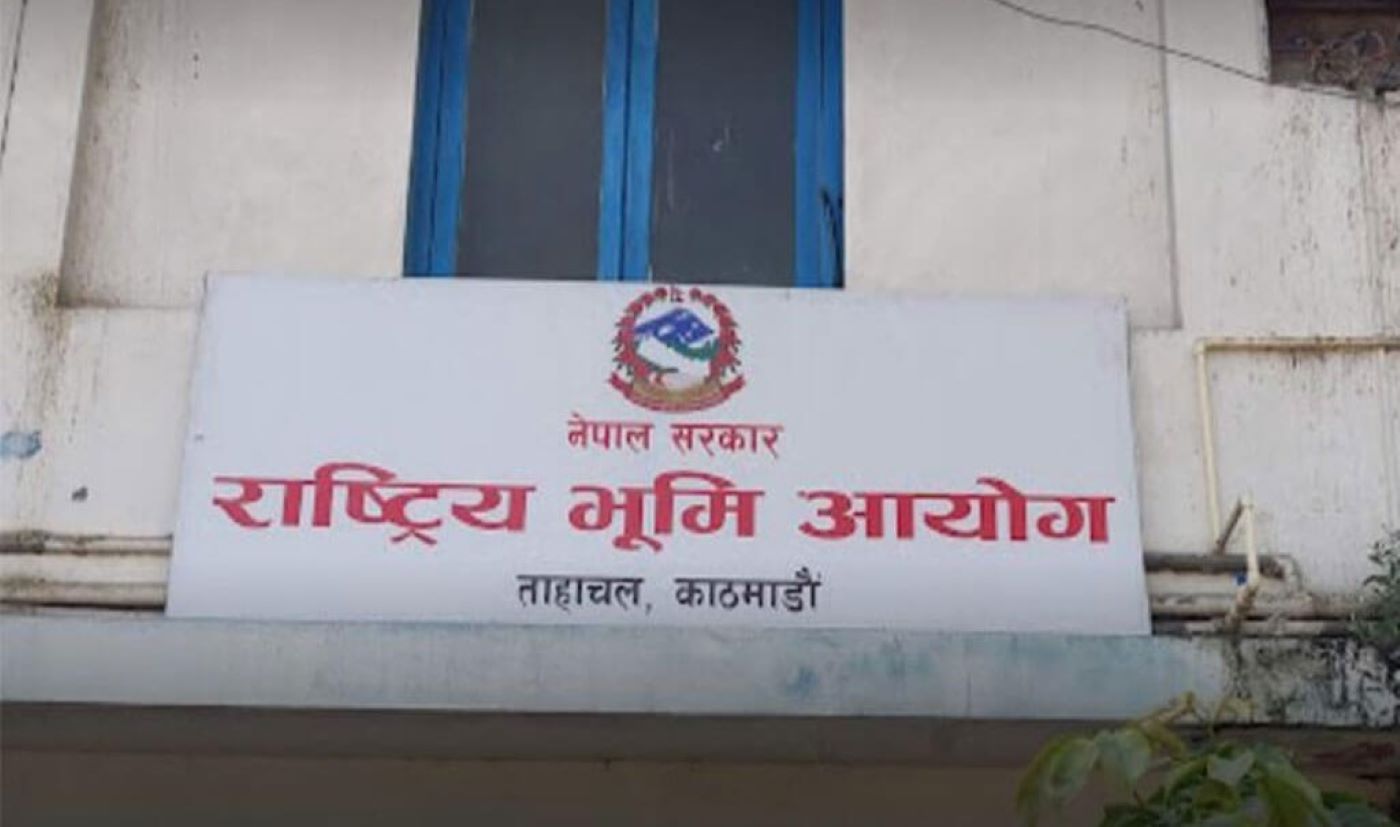 नेपाल सरकार
राष्ट्रिय भूमि आयोग
ताहाचल, काठमाडौं